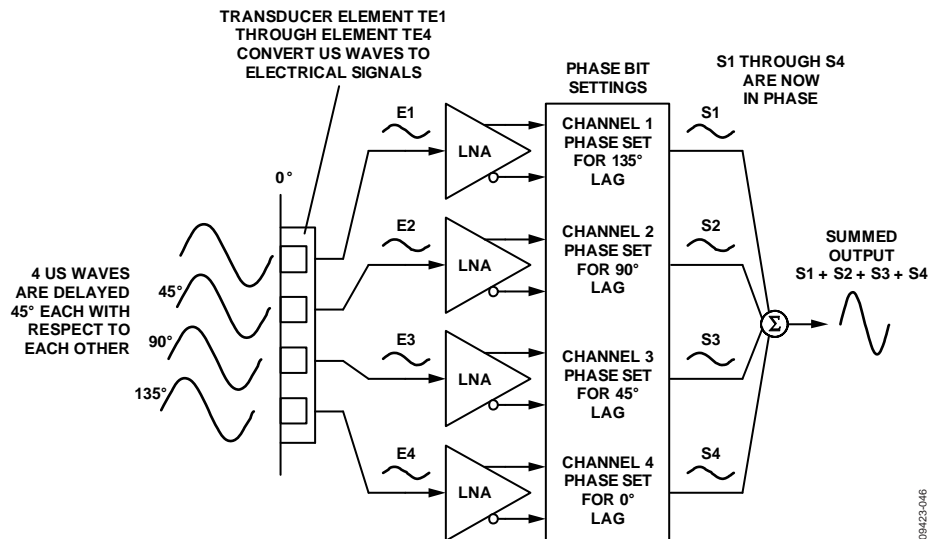 TRANSDUCER ELEMENT TE1
THROUGH ELEMENT TE4
CONVERT US WAVES TO
ELECTRICAL SIGNALS
PHASE BIT
SETTINGS
S1 THROUGH S4
ARE NOW
IN PHASE
0°
4 US WAVES
ARE DELAYED
45° EACH WITH
RESPECT TO
EACH OTHER
45°
90°
135°
E1
LNA
CHANNEL 1
PHASE SET
FOR 135°
LAG
S1
E2
LNA
CHANNEL 2
PHASE SET
FOR 90°
LAG
S2
E3
LNA
CHANNEL 3
PHASE SET
FOR 45°
LAG
S3
E4
LNA
CHANNEL 4
PHASE SET
FOR 0°
LAG
S4
Σ
SUMMED
OUTPUT
S1 + S2 + S3 + S4
09423-046